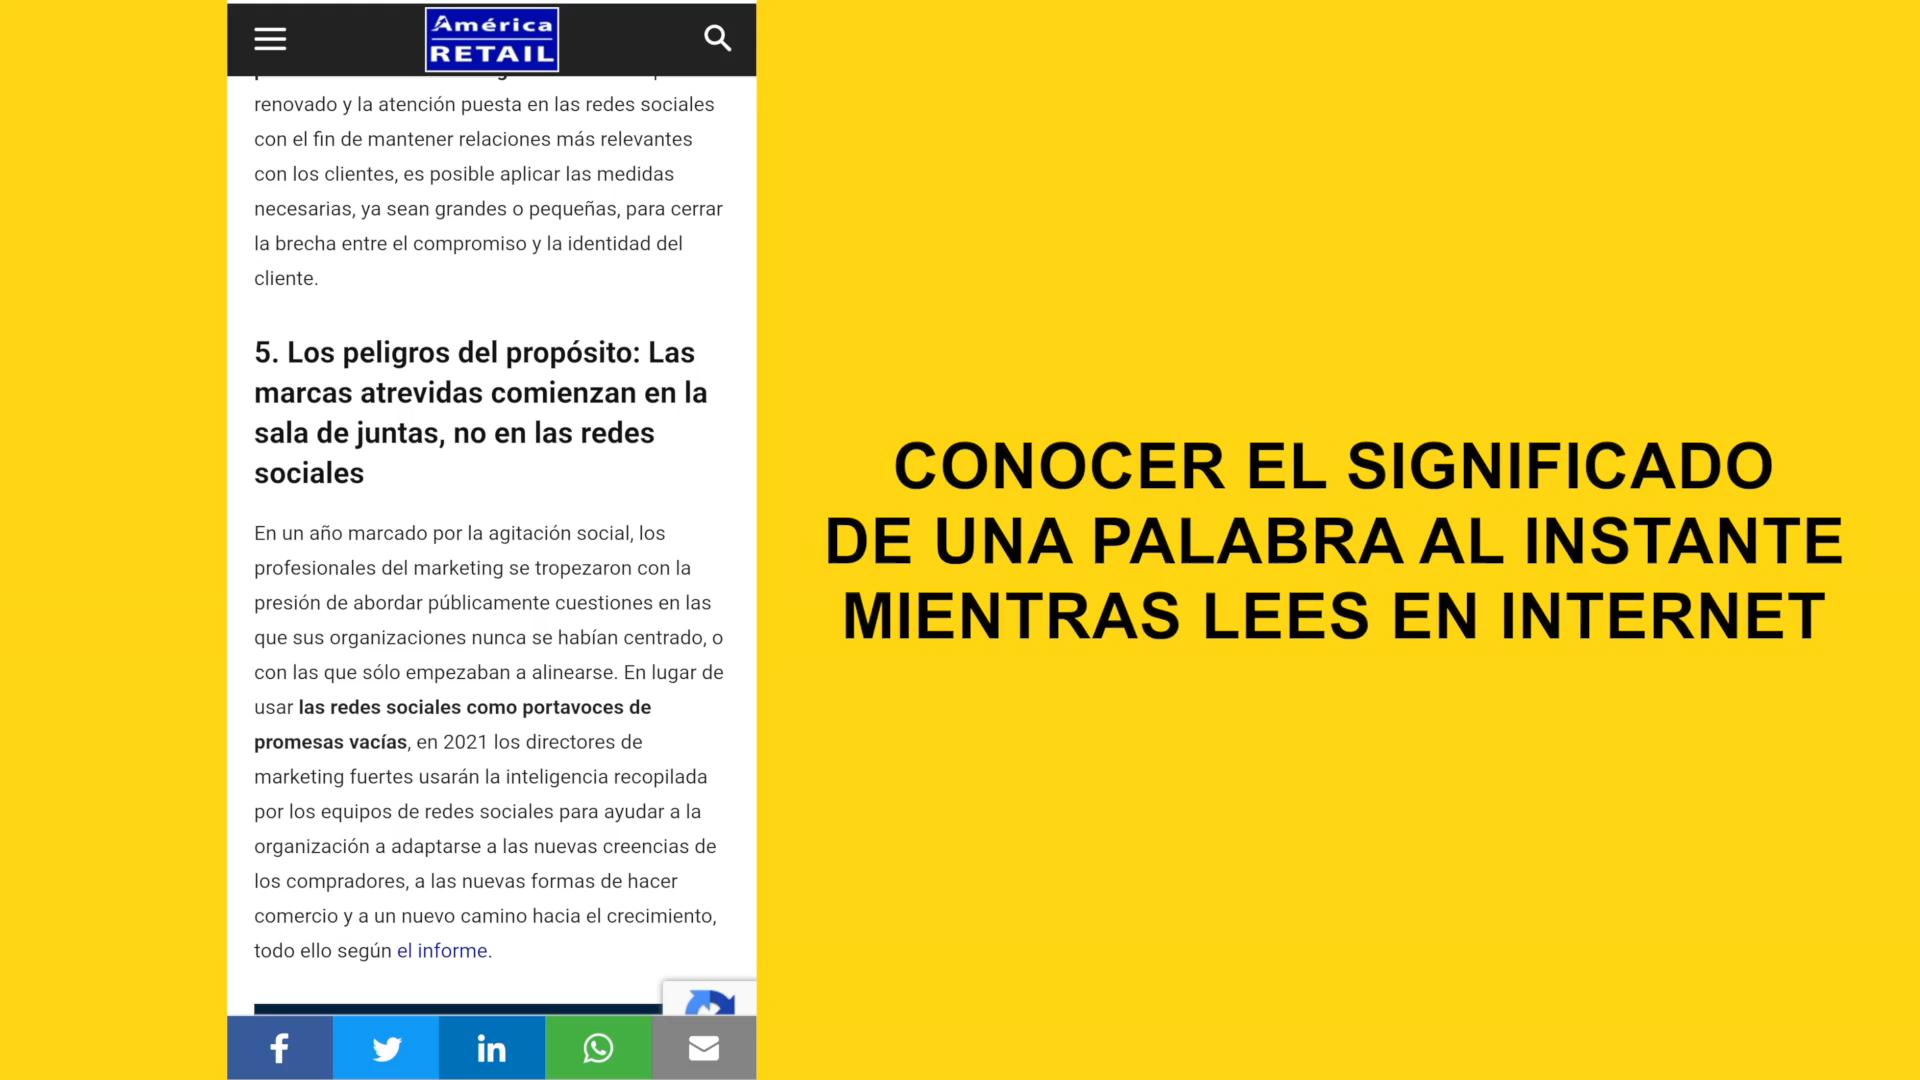 América
RETAIL
renovado y la atención puesta en las redes sociales
con el fin de mantener relaciones más relevantes
con los clientes, es posible aplicar las medidas
necesarias, ya sean grandes o pequeñas, para cerrar
la brecha entre el compromiso y la identidad del
cliente.
5. Los peligros del propósito: Las
marcas atrevidas comienzan en la
sala de juntas, no en las redes
sociales
En un año marcado por la agitación social, los
profesionales del marketing se tropezaron con la
presión de abordar públicamente cuestiones en las
que sus organizaciones nunca se habían centrado, o
con las que sólo empezaban a alinearse. En lugar de
usar las redes sociales como portavoces de
promesas vacías, en 2021 los directores de
marketing fuertes usarán la inteligencia recopilada
por los equipos de redes sociales para ayudar a la
organización a adaptarse a las nuevas creencias de
los compradores, a las nuevas formas de hacer
comercio y a un nuevo camino hacia el crecimiento,
todo ello según el informe.
CONOCER EL SIGNIFICADO
DE UNA PALABRA AL INSTANTE
MIENTRAS LEES EN INTERNET